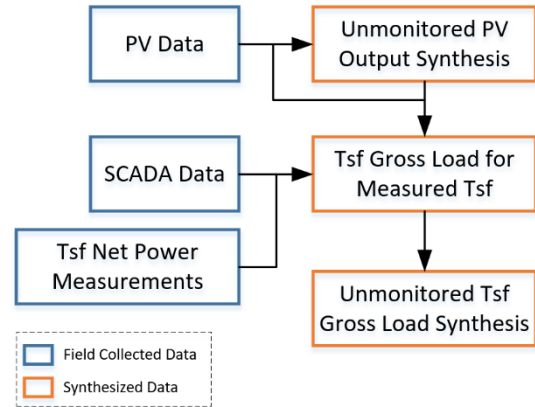 PV Data
Unmonitored PV
Output Synthesis
SCADA Data
Tsf Gross Load for
Measured Tsf
Tsf Net Power
Measurements
Unmonitored Tsf
Gross Load Synthesis
Field Collected Data
Synthesized Data